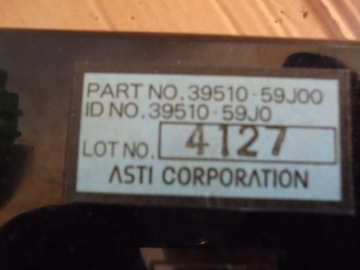 PART NO. 39510-59J00
ID NO. 39510-59J0
LOT NO. 4127
ASTI CORPORATION